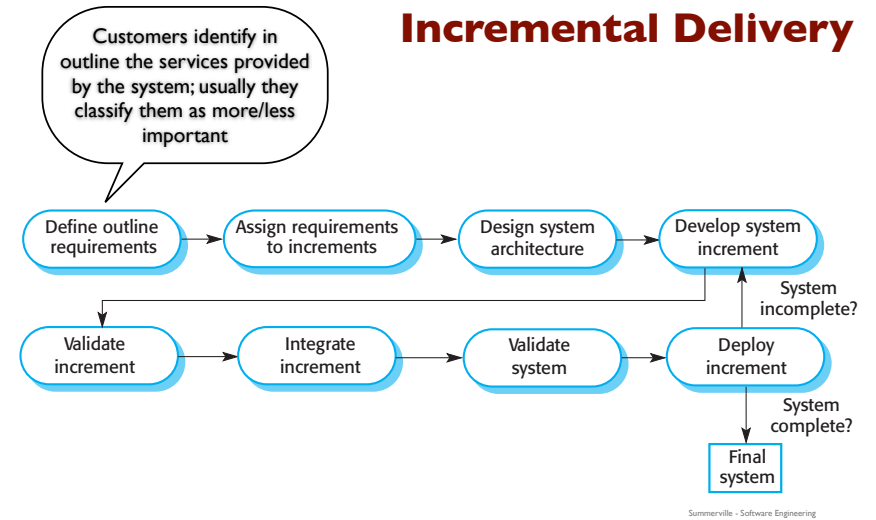 Incremental Delivery
Customers identify in
outline the services provided
by the system; usually they
classify them as more/less
important
Define outline
requirements
Assign requirements
to increments
Design system
architecture
Develop system
increment
System
incomplete?
Validate
increment
Integrate
increment
Validate
system
Deploy
increment
System
complete?
Final
system
Summerville - Software Engineering